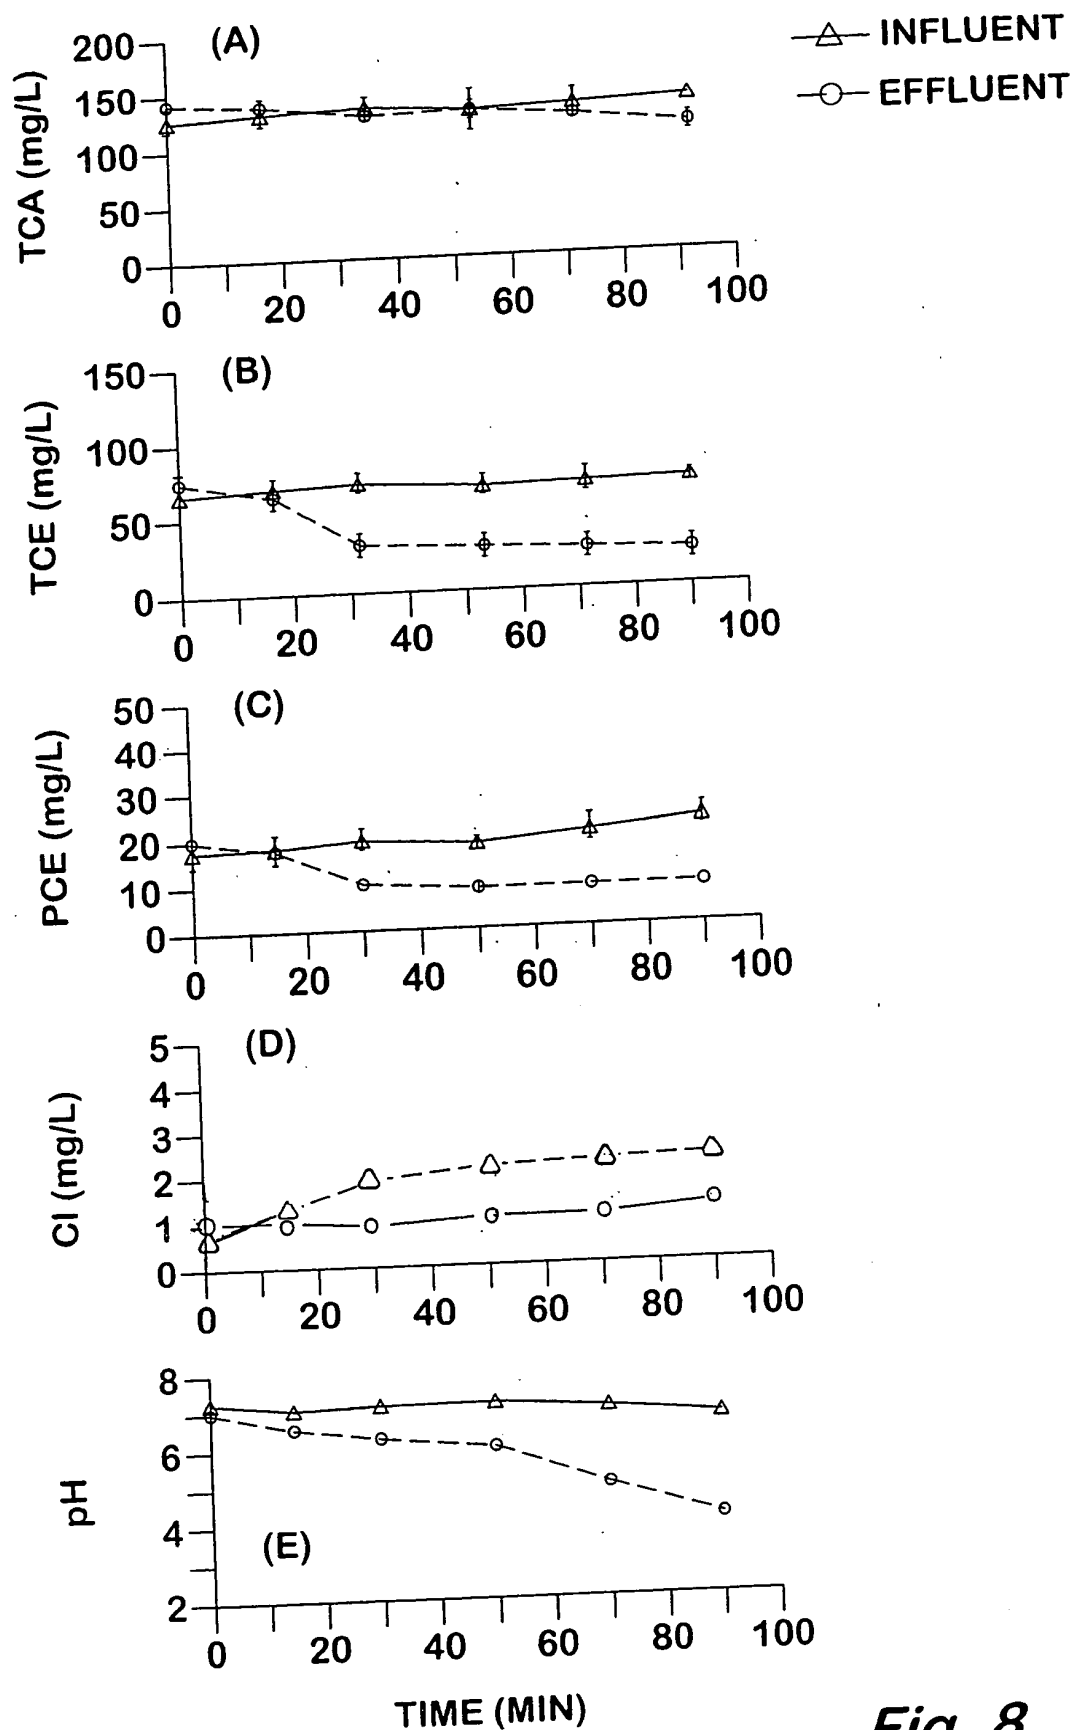 (A)
INFLUENT
EFFLUENT
TCA (mg/L)
200
150
100
50
0
0 20 40 60 80 100
(B)
TCE (mg/L)
150
100
50
0
0 20 40 60 80 100
(C)
PCE (mg/L)
50
40
30
20
10
0
0 20 40 60 80 100
(D)
Cl (mg/L)
5
4
3
2
1
0
0 20 40 60 80 100
pH
8
6
4
2
(E)
0 20 40 60 80 100
TIME (MIN)
Fig. 8